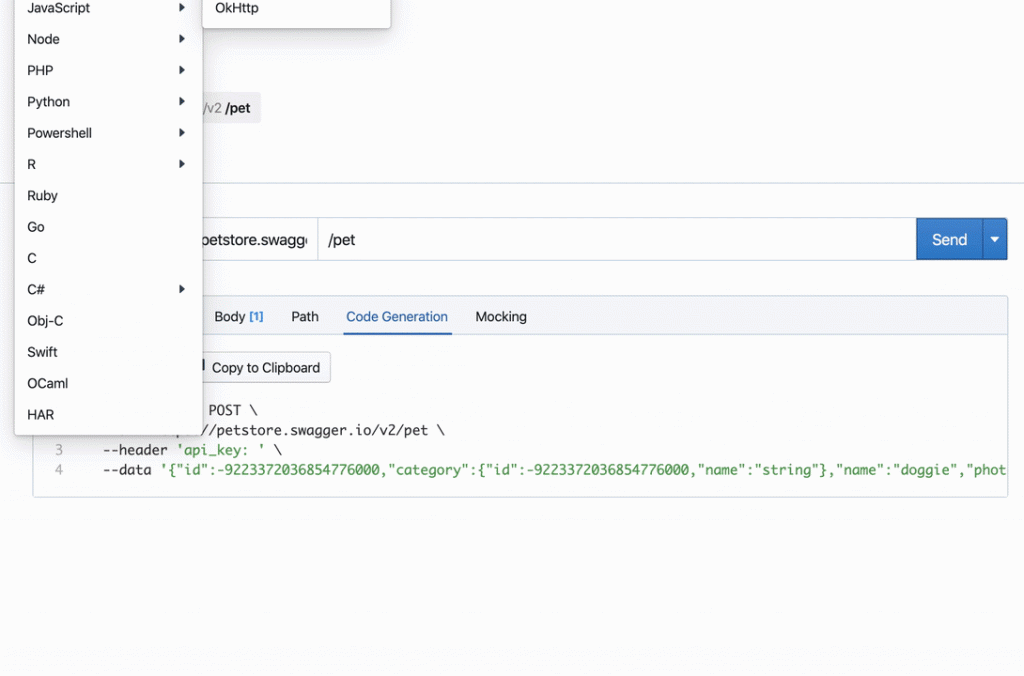 JavaScript
OkHttp
Node
PHP
Python
Powershell
R
Ruby
Go
C
C#
Obj-C
Swift
OCaml
HAR
/v2 /pet
petstore.swagg
/pet
Send
Body [1] Path Code Generation Mocking
Copy to Clipboard
POST \
//petstore.swagger.io/v2/pet \
3 --header 'api_key: ' \
4 --data '{"id":-9223372036854776000,"category":{"id":-9223372036854776000,"name":"string"},"name":"doggie","phot